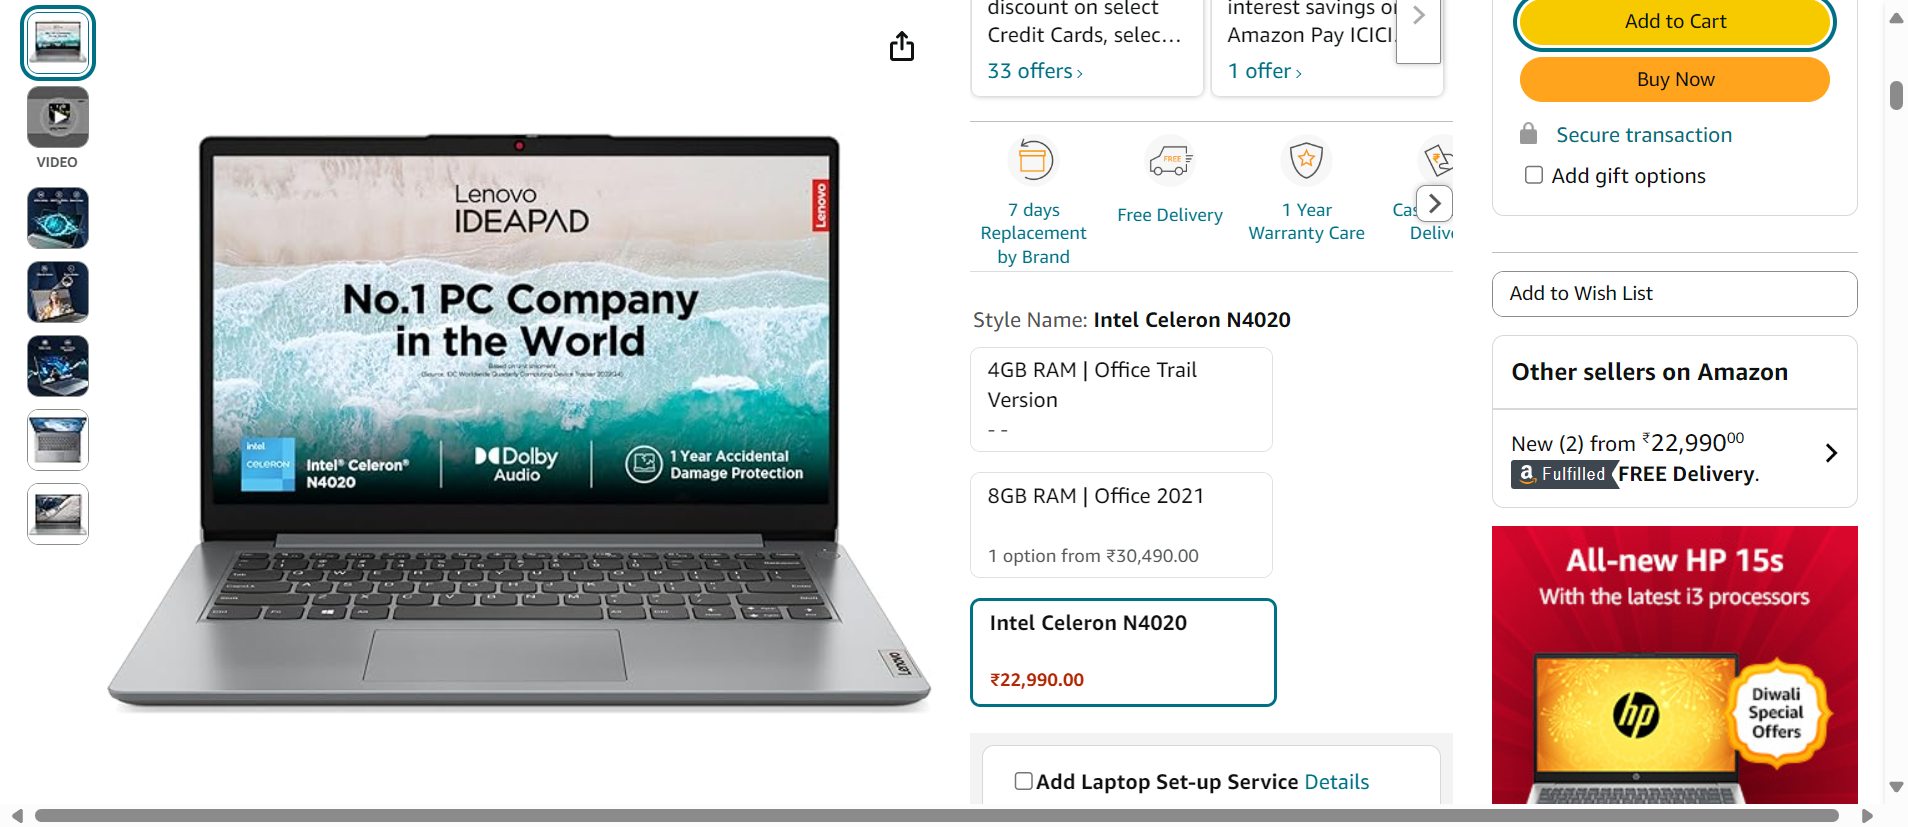 VIDEO
Lenovo
IDEAPAD
Lenovo
No.1 PC Company
in the World
intel
CELERON
Intel® Celeron®
N4020
Dolby
Audio
1 Year Accidental
Damage Protection
Lenovo
discount on select
Credit Cards, selec...
33 offers ›
interest savings o
Amazon Pay ICICI
1 offer ›
7 days
Replacement
by Brand
FREE
Free Delivery
1 Year
Warranty Care
Style Name: Intel Celeron N4020
4GB RAM | Office Trail
Version
- -
8GB RAM | Office 2021
1 option from ₹30,490.00
Intel Celeron N4020
₹22,990.00
Add Laptop Set-up Service Details
Add to Cart
Buy Now
Secure transaction
Add gift options
Add to Wish List
Other sellers on Amazon
New (2) from ₹22,990⁰⁰
a Fulfilled FREE Delivery.
All-new HP 15s
With the latest i3 processors
hp
Diwali
Special
Offers